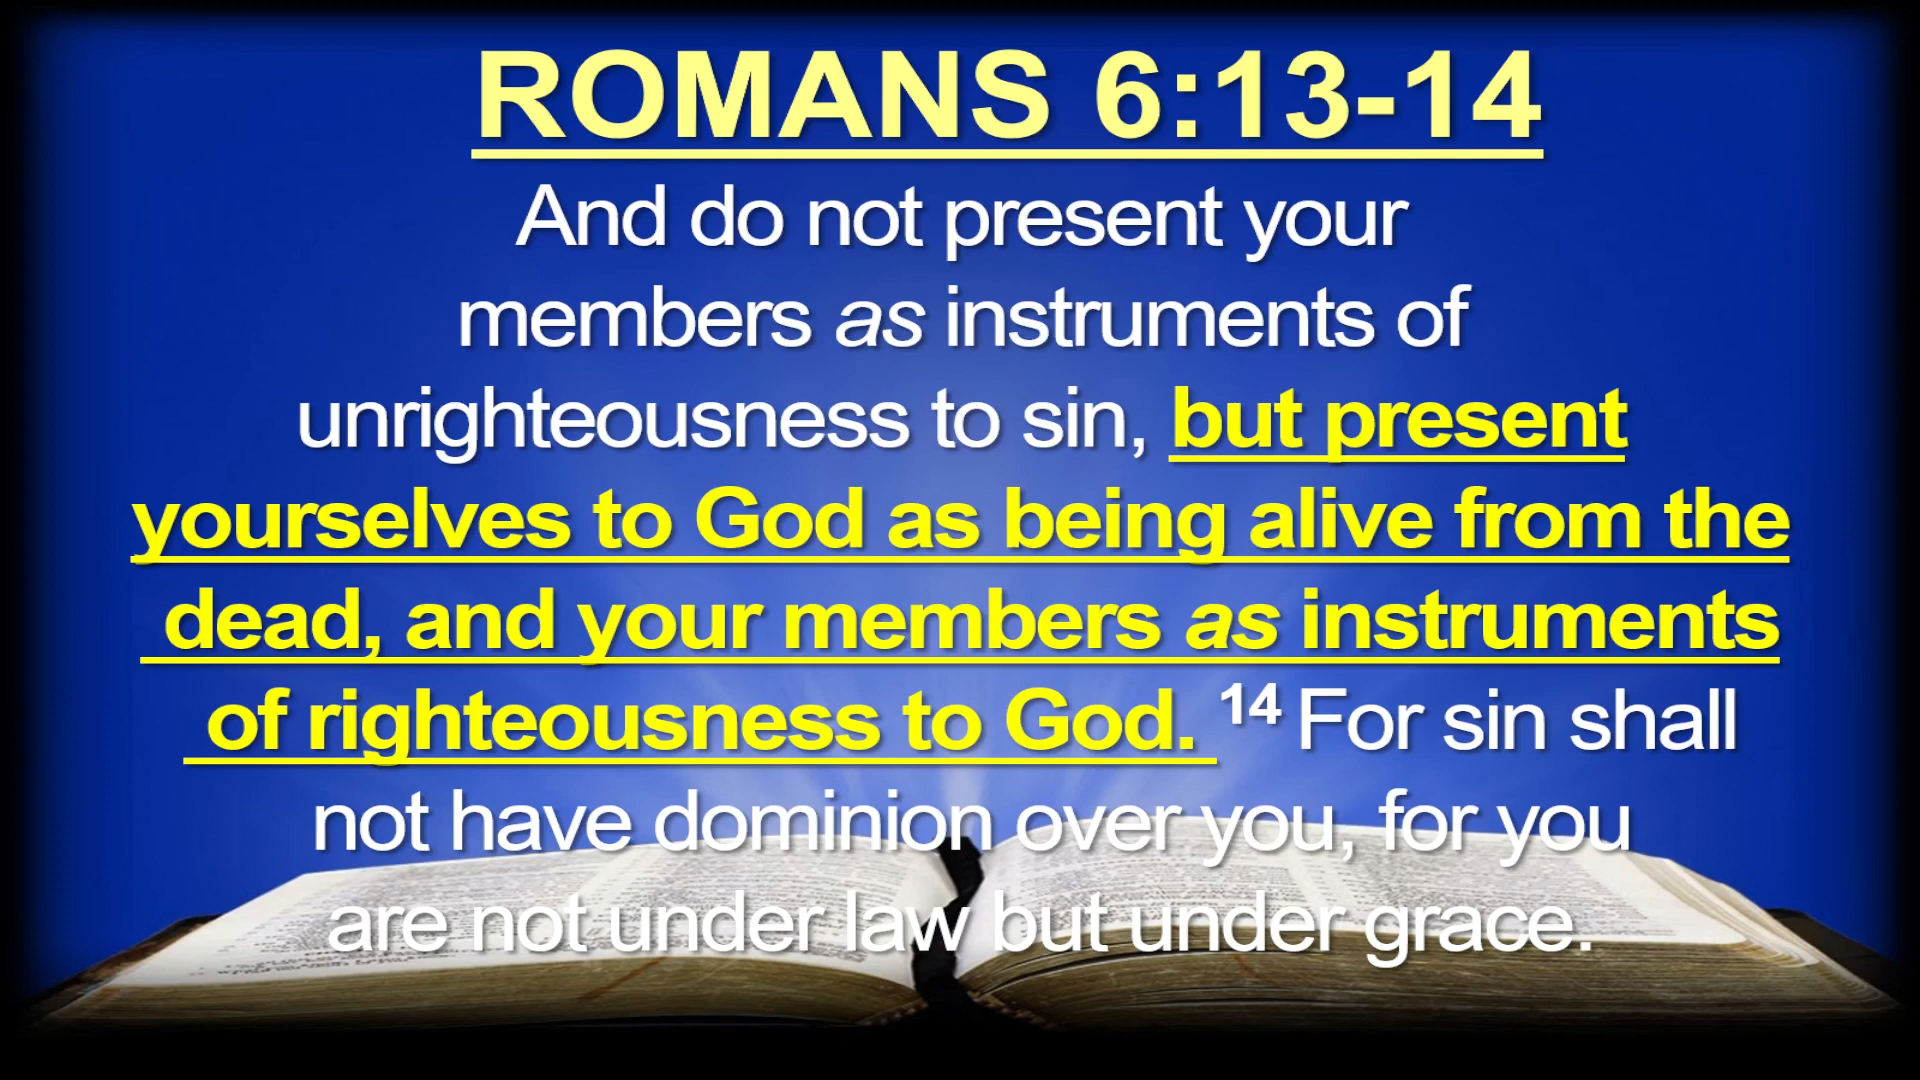 ROMANS 6:13-14
And do not present your
members as instruments of
unrighteousness to sin, but present
yourselves to God as being alive from the
dead, and your members as instruments
of righteousness to God. 14 For sin shall
not have dominion over you, for you
are not under law but under grace.